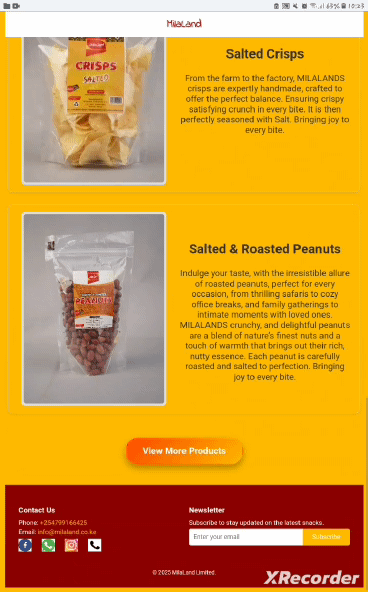 63% 10:23
MilaLand
CRISPS
SALTED
Salted Crisps
From the farm to the factory, MILALANDS
crisps are expertly handmade, crafted to
offer the perfect balance. Ensuring crispy
satisfying crunch in every bite. It is then
perfectly seasoned with Salt. Bringing joy to
every bite.
PEANUTS
Salted & Roasted Peanuts
Indulge your taste, with the irresistible allure
of roasted peanuts, perfect for every
occasion, from thrilling safaris to cozy
office breaks, and family gatherings to
intimate moments with loved ones.
MILALANDS crunchy, and delightful peanuts
are a blend of nature's finest nuts and a
touch of warmth that brings out their rich,
nutty essence. Each peanut is carefully
roasted and salted to perfection. Bringing
joy to every bite.
View More Products
Contact Us
Phone: +254799166425
Email: info@milaland.co.ke
Newsletter
Subscribe to stay updated on the latest snacks.
Enter your email
Subscribe
© 2025 MilaLand Limited.
XRecorder